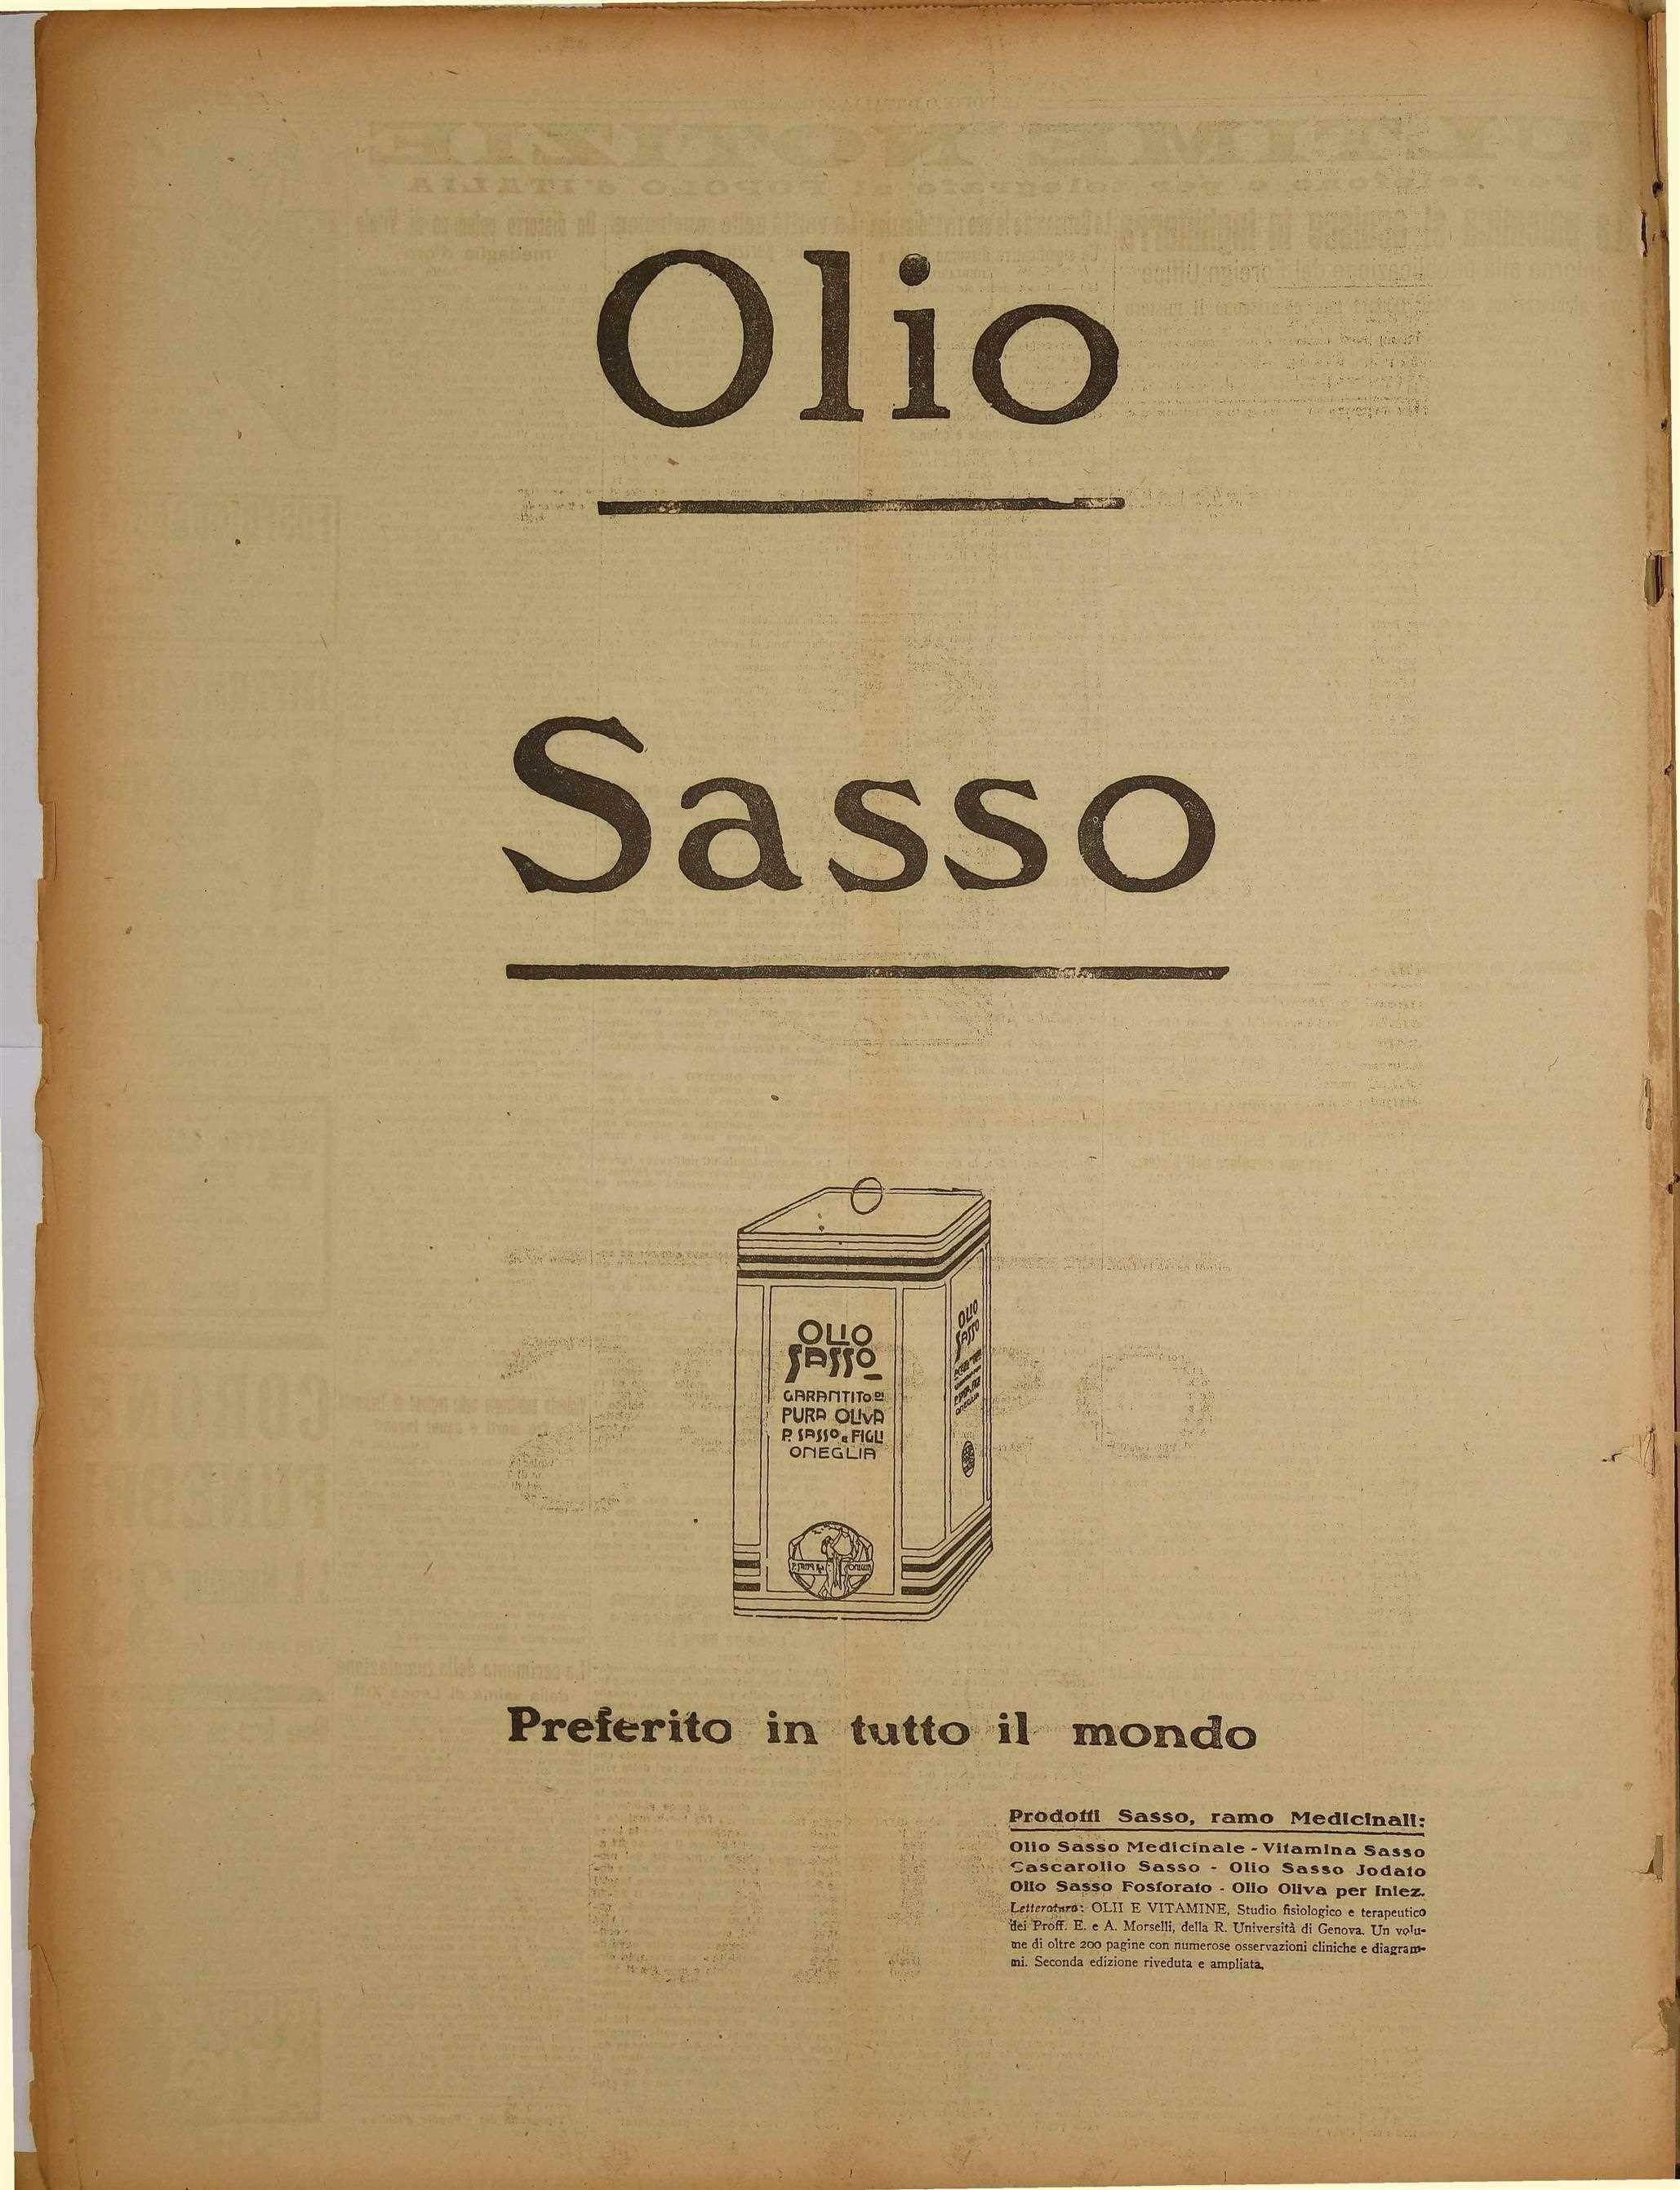 Olio
Sasso
OLIO
SASSO
GARANTITO DI
PURA OLIVA
P. SASSO e FIGLI
ONEGLIA
OLIO
SASSO
ONEGLIA
Preferito in tutto il mondo
Prodotti Sasso, ramo Medicinali:
Olio Sasso Medicinale - Vitamina Sasso
Cascarolio Sasso - Olio Sasso Jodato
Olio Sasso Fosforato - Olio Oliva per Iniez.
Letteratura: OLII E VITAMINE, Studio fisiologico e terapeutico
dei Proff. E. e A. Morselli, della R. Università di Genova. Un volu-
me di oltre 200 pagine con numerose osservazioni cliniche e diagram-
mi. Seconda edizione riveduta e ampliata.